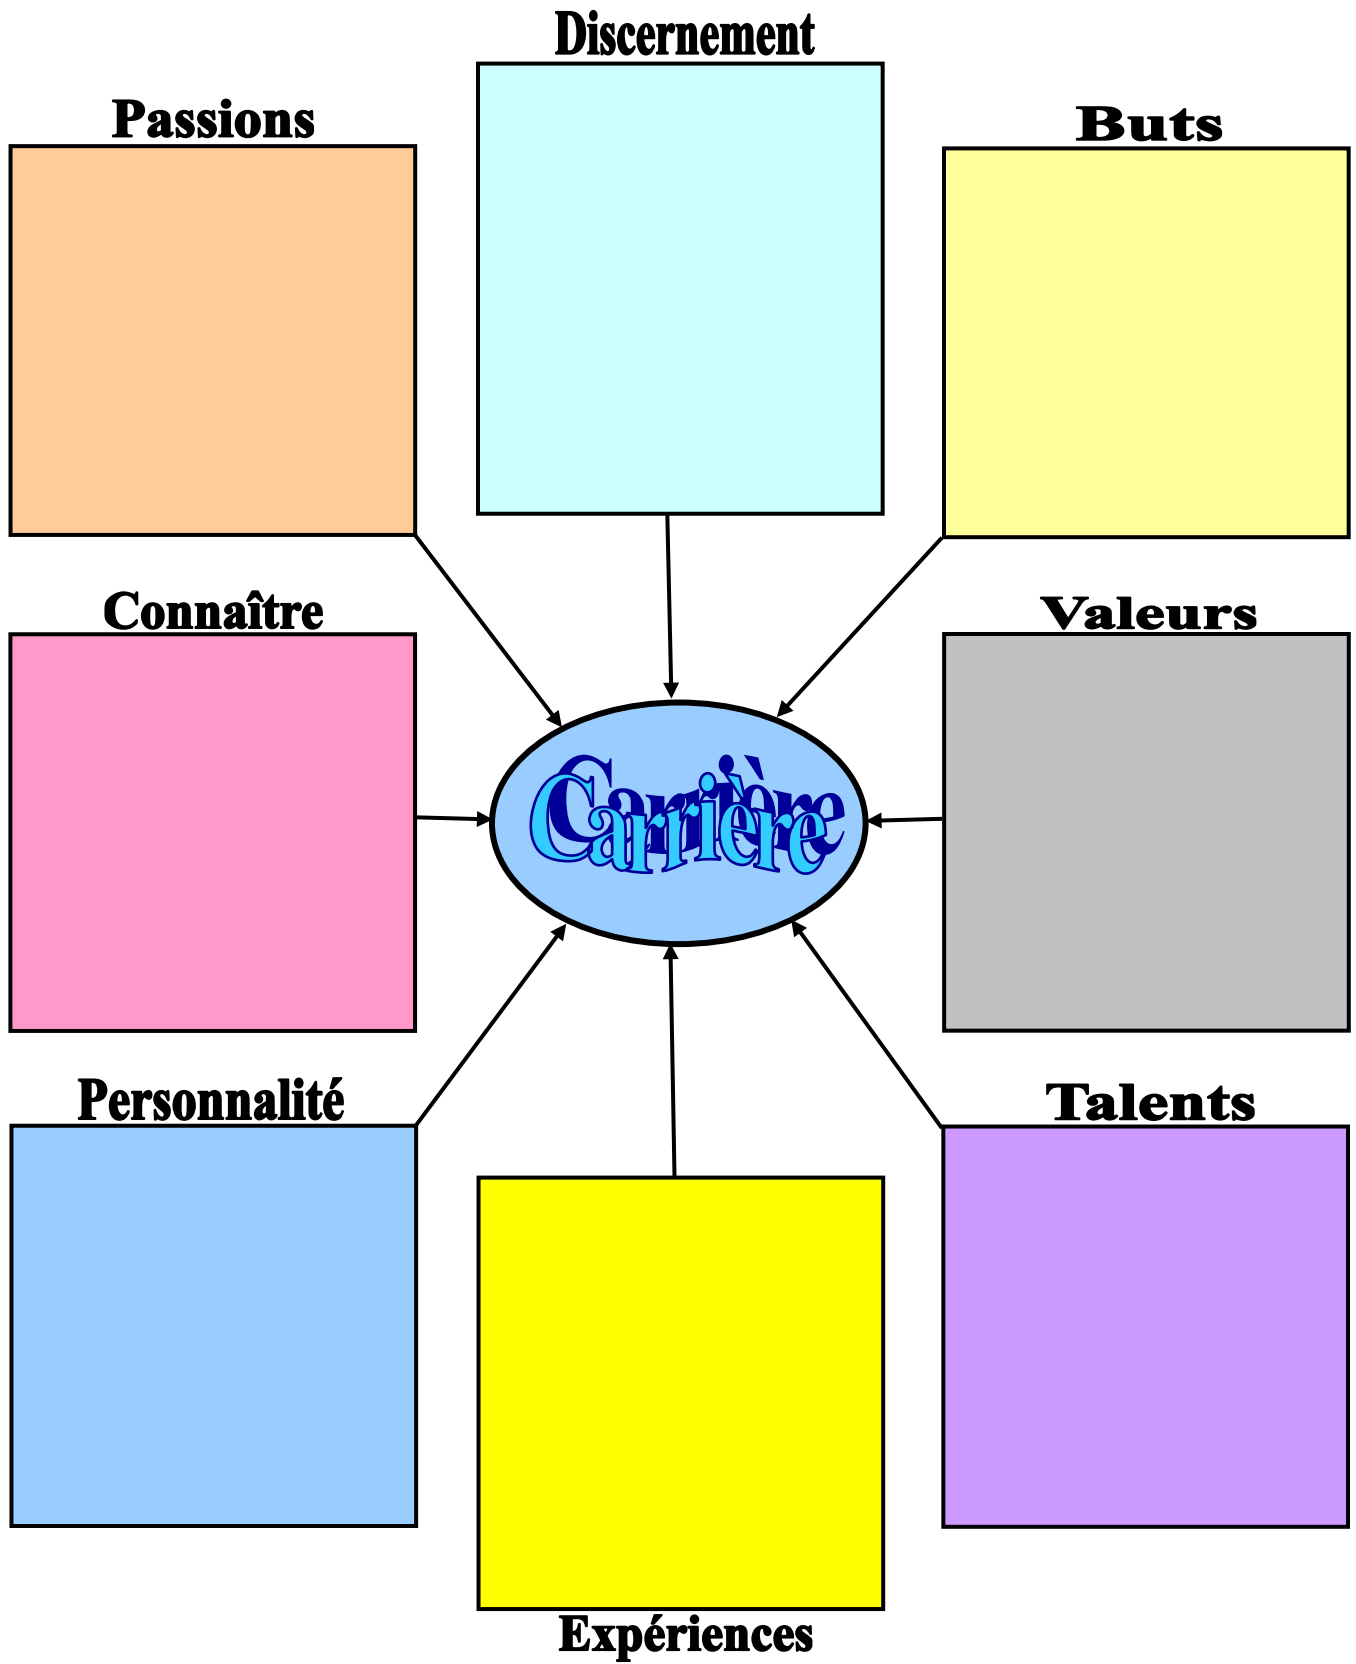 Discernement
Passions
Buts
Connaître
Valeurs
Carrière
Personnalité
Talents
Expériences